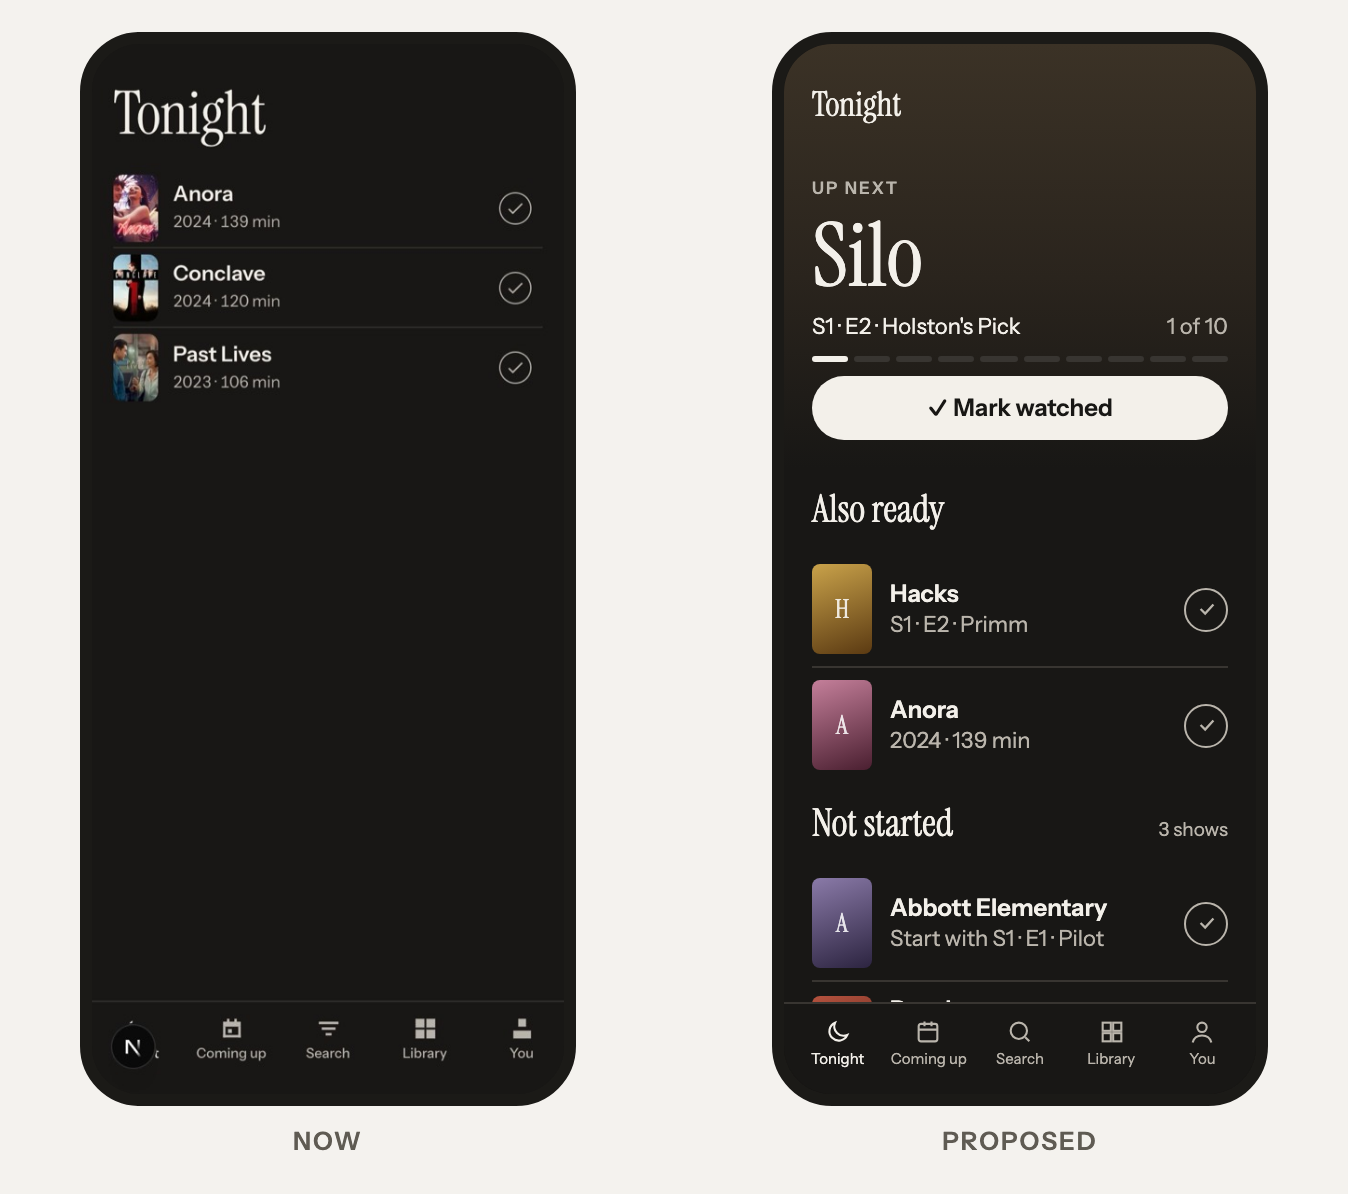 Tonight
Anora
2024 · 139 min
Conclave
2024 · 120 min
Past Lives
2023 · 106 min
N
Coming up
Search
Library
You
NOW
Tonight
UP NEXT
Silo
S1 · E2 · Holston's Pick
1 of 10
✓ Mark watched
Also ready
H
Hacks
S1 · E2 · Primm
A
Anora
2024 · 139 min
Not started
3 shows
A
Abbott Elementary
Start with S1 · E1 · Pilot
Tonight
Coming up
Search
Library
You
PROPOSED